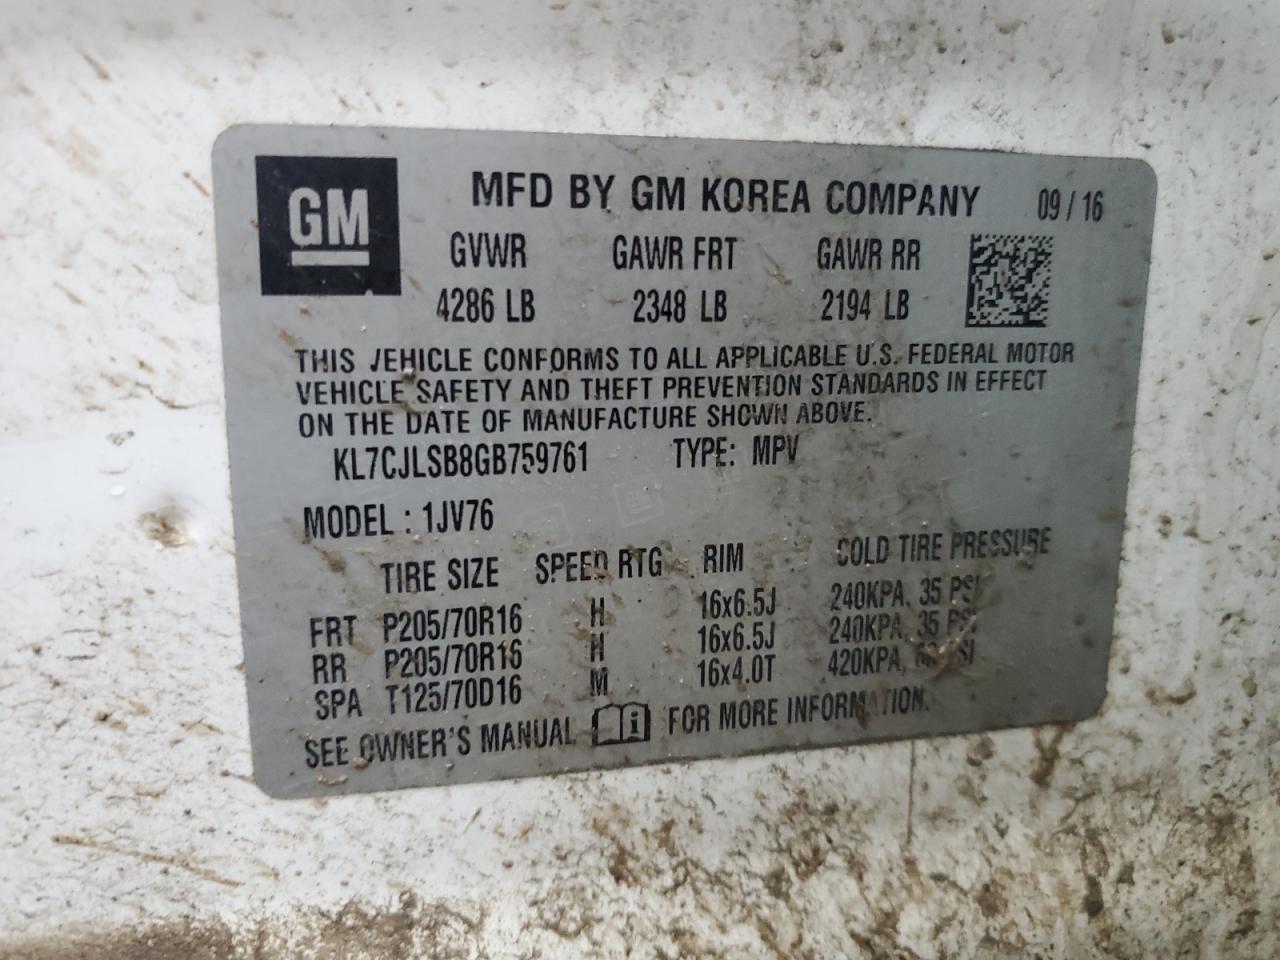 GM
MFD BY GM KOREA COMPANY 09 / 16
GVWR GAWR FRT GAWR RR
4286 LB 2348 LB 2194 LB
THIS VEHICLE CONFORMS TO ALL APPLICABLE U.S. FEDERAL MOTOR
VEHICLE SAFETY AND THEFT PREVENTION STANDARDS IN EFFECT
ON THE DATE OF MANUFACTURE SHOWN ABOVE.
KL7CJLSB8GB759761 TYPE: MPV
MODEL : 1JV76
TIRE SIZE SPEED RTG RIM COLD TIRE PRESSURE
FRT P205/70R16 H 16x6.5J 240KPA, 35 PSI
RR P205/70R16 H 16x6.5J 240KPA, 35 PSI
SPA T125/70D16 M 16x4.0T 420KPA, PSI
SEE OWNER'S MANUAL FOR MORE INFORMATION.